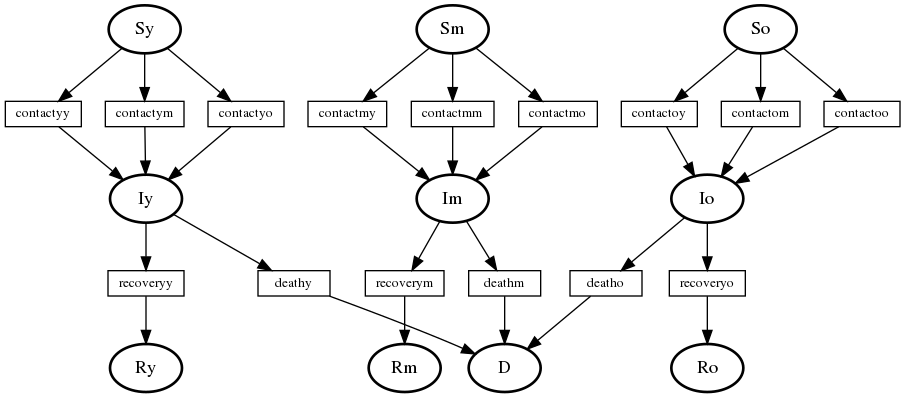 Sy Sm So
contactyy contactym contactyo contactmy contactmm contactmo contactoy contactom contactoo
Iy Im Io
recoveryy deathy recoverym deathm deatho recoveryo
Ry Rm D Ro